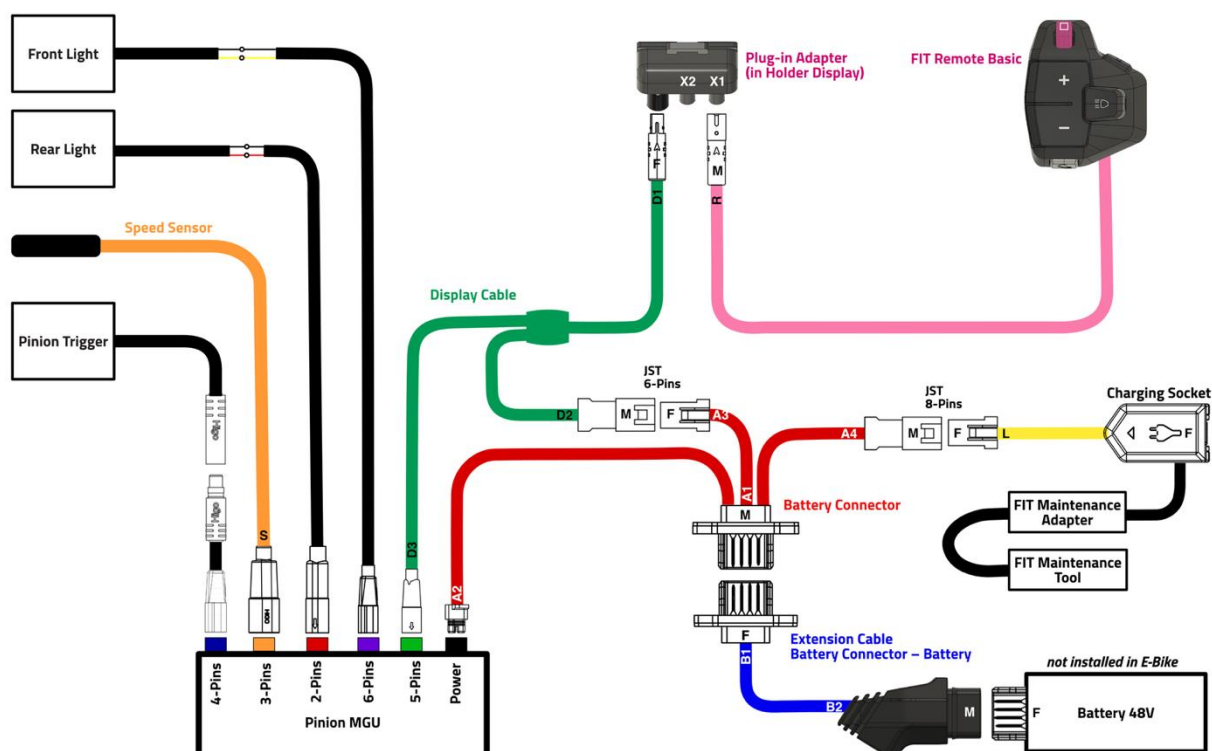 Front Light
Rear Light
Speed Sensor
Pinion Trigger
Display Cable
Plug-in Adapter
(in Holder Display)
X2 X1
FIT Remote Basic
+
−
F
M
D1
R
JST
6-Pins
D2
M
F
A3
JST
8-Pins
A4
M
F
L
Charging Socket
F
FIT Maintenance
Adapter
FIT Maintenance
Tool
A1
M
Battery Connector
F
B1
Extension Cable
Battery Connector – Battery
B2
M
not installed in E-Bike
F
Battery 48V
Higo
Higo
S
HIGO
D3
A2
4-Pins
3-Pins
2-Pins
6-Pins
5-Pins
Power
Pinion MGU